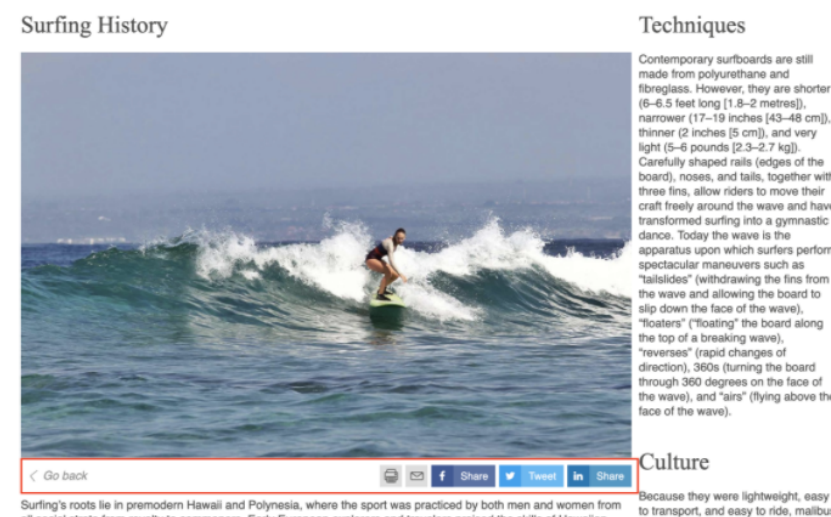 Surfing History
< Go back
f Share
Tweet
in Share
Surfing's roots lie in premodern Hawaii and Polynesia, where the sport was practiced by both men and women from
Techniques
Contemporary surfboards are still
made from polyurethane and
fibreglass. However, they are shorter
(6–6.5 feet long [1.8–2 metres]),
narrower (17–19 inches [43–48 cm]),
thinner (2 inches [5 cm]), and very
light (5–6 pounds [2.3–2.7 kg]).
Carefully shaped rails (edges of the
board), noses, and tails, together with
three fins, allow riders to move their
craft freely around the wave and have
transformed surfing into a gymnastic
dance. Today the wave is the
apparatus upon which surfers perform
spectacular maneuvers such as
“tailslides” (withdrawing the fins from
the wave and allowing the board to
slip down the face of the wave),
“floaters” (“floating” the board along
the top of a breaking wave),
“reverses” (rapid changes of
direction), 360s (turning the board
through 360 degrees on the face of
the wave), and “airs” (flying above the
face of the wave).
Culture
Because they were lightweight, easy
to transport, and easy to ride, malibu